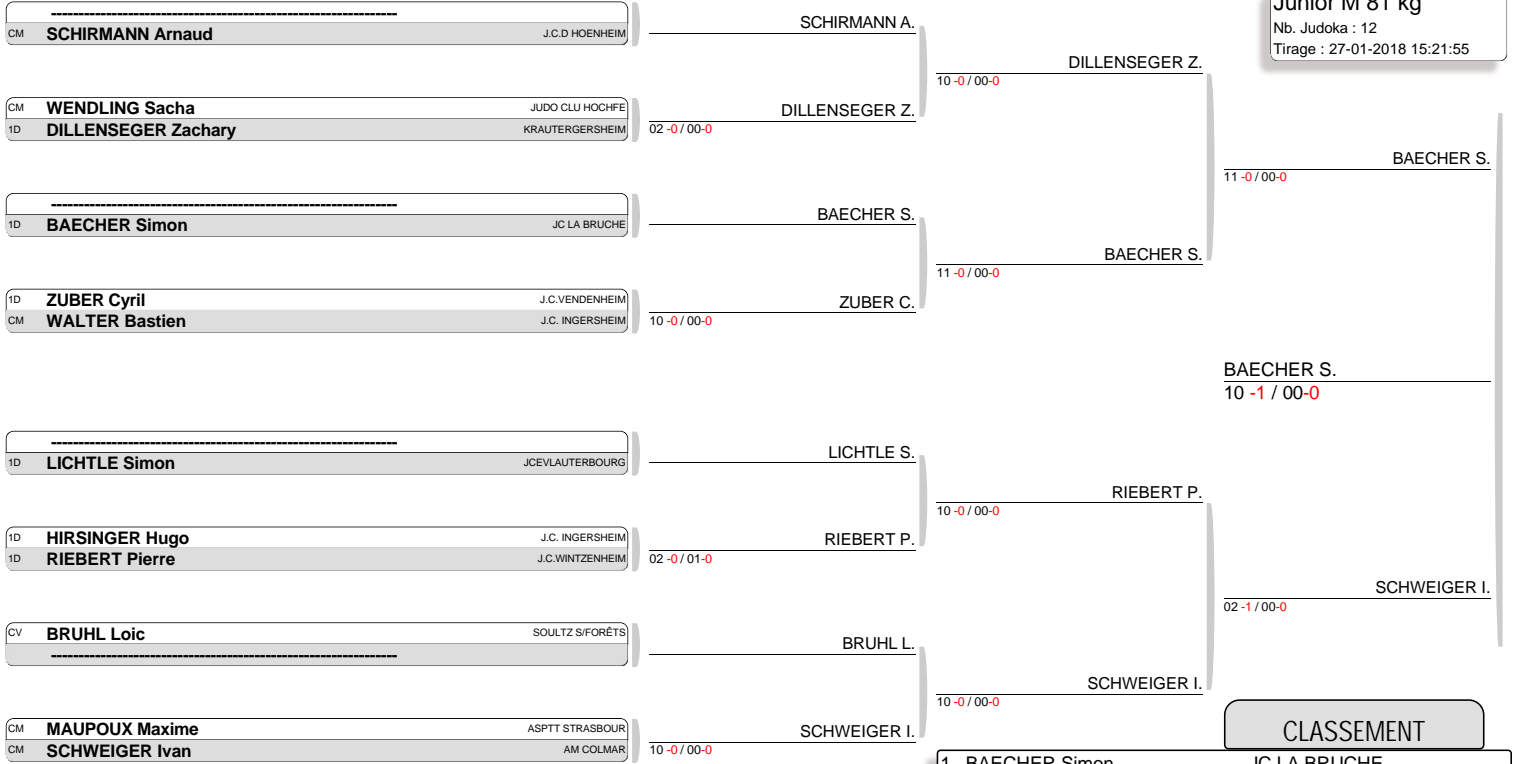 Junior M 81 kg
Nb. Judoka : 12
Tirage : 27-01-2018 15:21:55
------------------------------------------------------------------
CM SCHIRMANN Arnaud J.C.D HOENHEIM
CM WENDLING Sacha JUDO CLU HOCHFE
1D DILLENSEGER Zachary KRAUTERGERSHEIM
------------------------------------------------------------------
1D BAECHER Simon JC LA BRUCHE
1D ZUBER Cyril J.C.VENDENHEIM
CM WALTER Bastien J.C. INGERSHEIM
------------------------------------------------------------------
1D LICHTLE Simon JCEVLAUTERBOURG
1D HIRSINGER Hugo J.C. INGERSHEIM
1D RIEBERT Pierre J.C.WINTZENHEIM
CV BRUHL Loic SOULTZ S/FORÊTS
------------------------------------------------------------------
CM MAUPOUX Maxime ASPTT STRASBOUR
CM SCHWEIGER Ivan AM COLMAR
SCHIRMANN A.
DILLENSEGER Z.
02 -0 / 00-0
BAECHER S.
ZUBER C.
10 -0 / 00-0
LICHTLE S.
RIEBERT P.
02 -0 / 01-0
BRUHL L.
SCHWEIGER I.
10 -0 / 00-0
DILLENSEGER Z.
10 -0 / 00-0
BAECHER S.
11 -0 / 00-0
RIEBERT P.
10 -0 / 00-0
SCHWEIGER I.
10 -0 / 00-0
BAECHER S.
11 -0 / 00-0
BAECHER S.
10 -1 / 00-0
SCHWEIGER I.
02 -1 / 00-0
CLASSEMENT
1 BAECHER Simon JC LA BRUCHE